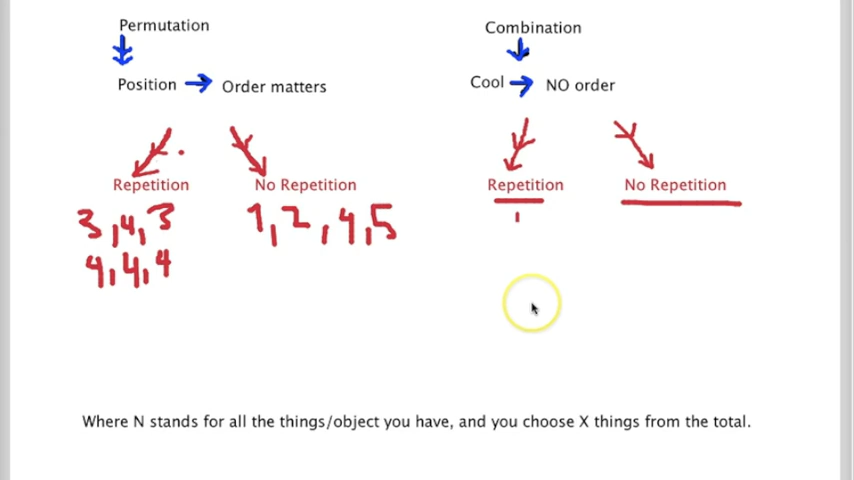 Permutation
Position
Order matters
Repetition
No Repetition
3,4,3
4,4,4
1,2,4,5
Combination
Cool
NO order
Repetition
No Repetition
Where N stands for all the things/object you have, and you choose X things from the total.